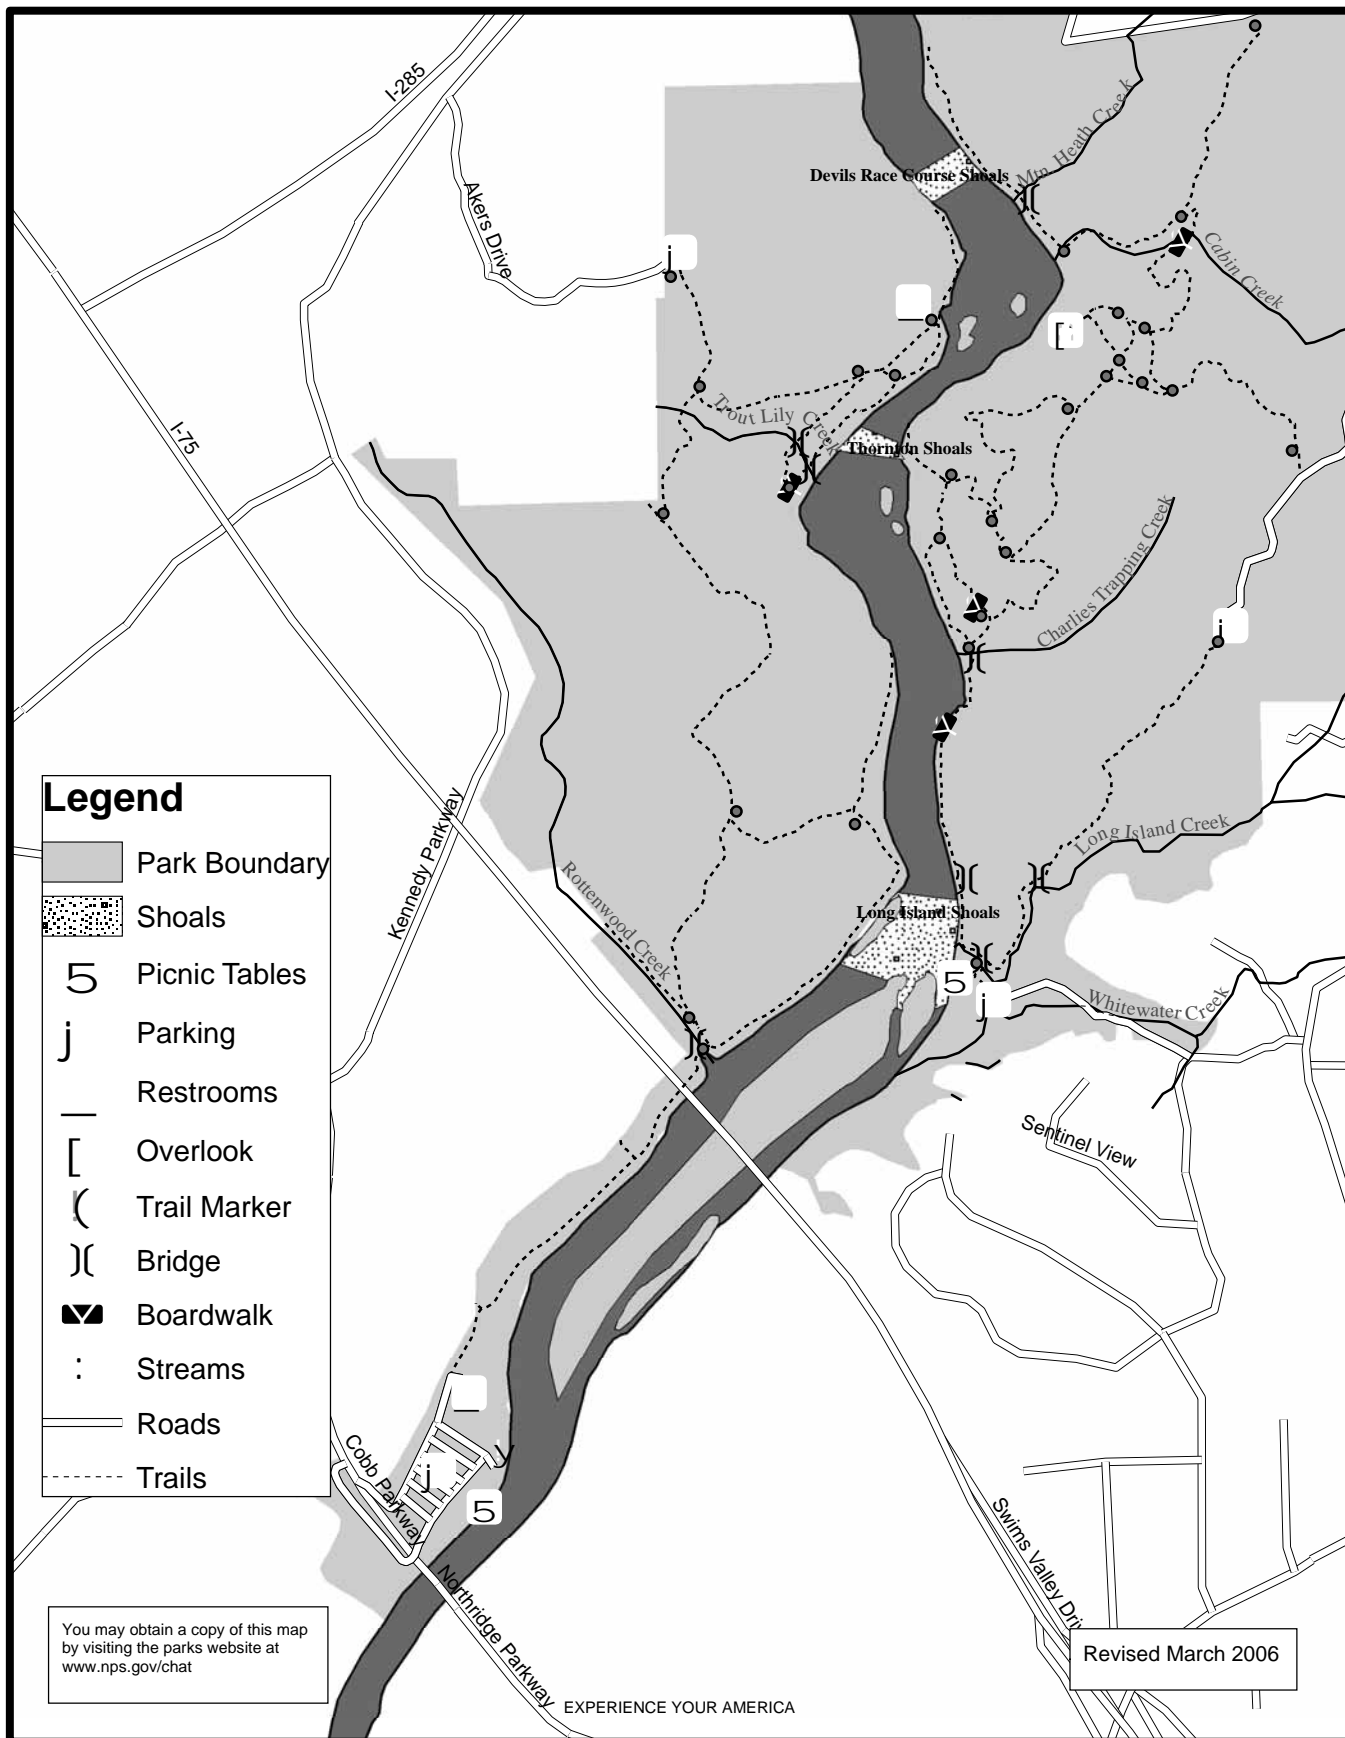 I-285
Mtn. Heath Creek
Devils Race Course Shoals
Akers Drive
j
Cabin Creek
_
[
Trout Lily Creek
I-75
Thornton Shoals
Charlies Trapping Creek
j
Legend
Park Boundary
Shoals
5 Picnic Tables
j Parking
_ Restrooms
[ Overlook
( Trail Marker
)( Bridge
Boardwalk
: Streams
Roads
Trails
Kennedy Parkway
Long Island Creek
Rottenwood Creek
Long Island Shoals
5
j
Whitewater Creek
Sentinel View
_
y
j
5
Cobb Parkway
Northridge Parkway
Swims Valley Driv
You may obtain a copy of this map
by visiting the parks website at
www.nps.gov/chat
Revised March 2006
EXPERIENCE YOUR AMERICA